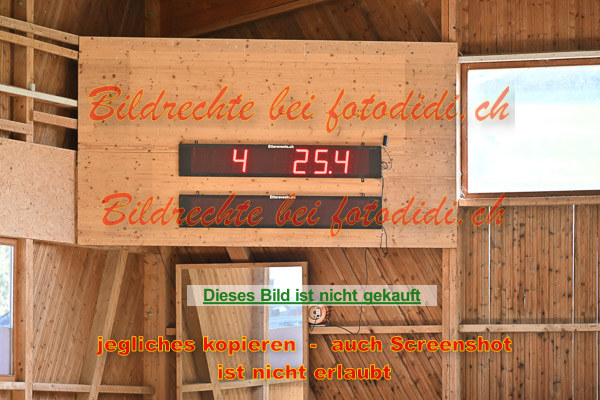 Bildrechte bei fotodidi.ch
4 25.4
Bildrechte bei fotodidi.ch
Dieses Bild ist nicht gekauft
jegliches kopieren - auch Screenshot
ist nicht erlaubt